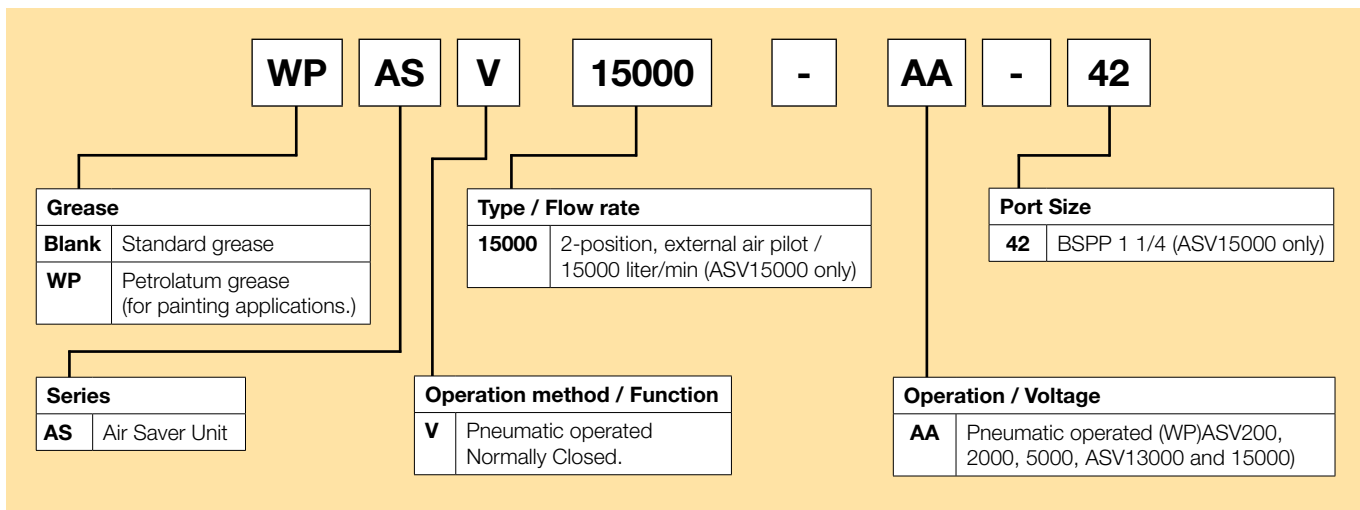 WP AS V 15000 - AA - 42
Grease
Blank Standard grease
WP Petrolatum grease
(for painting applications.)
Type / Flow rate
15000 2-position, external air pilot /
15000 liter/min (ASV15000 only)
Port Size
42 BSPP 1 1/4 (ASV15000 only)
Series
AS Air Saver Unit
Operation method / Function
V Pneumatic operated
Normally Closed.
Operation / Voltage
AA Pneumatic operated (WP)ASV200,
2000, 5000, ASV13000 and 15000)